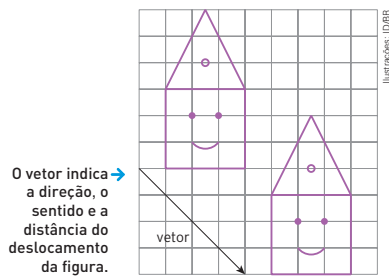 Ilustrações: ID/BR
O vetor indica
a direção, o
sentido e a
distância do
deslocamento
da figura.
vetor